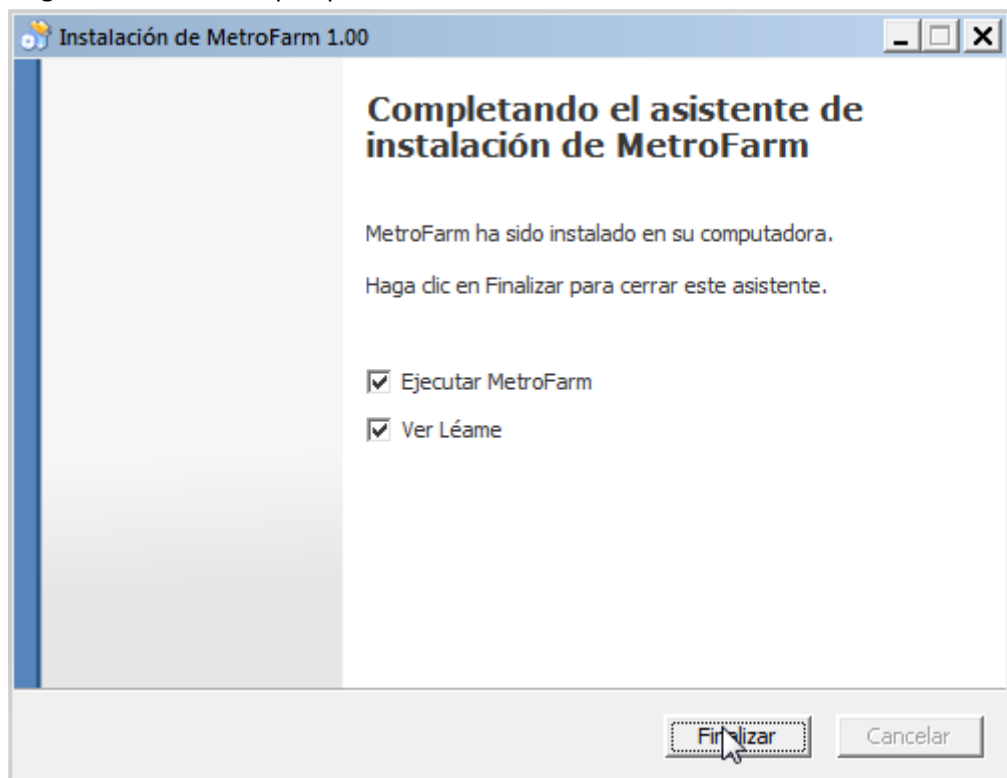 Instalación de MetroFarm 1.00
Completando el asistente de
instalación de MetroFarm
MetroFarm ha sido instalado en su computadora.
Haga clic en Finalizar para cerrar este asistente.
Ejecutar MetroFarm
Ver Léame
Finalizar
Cancelar